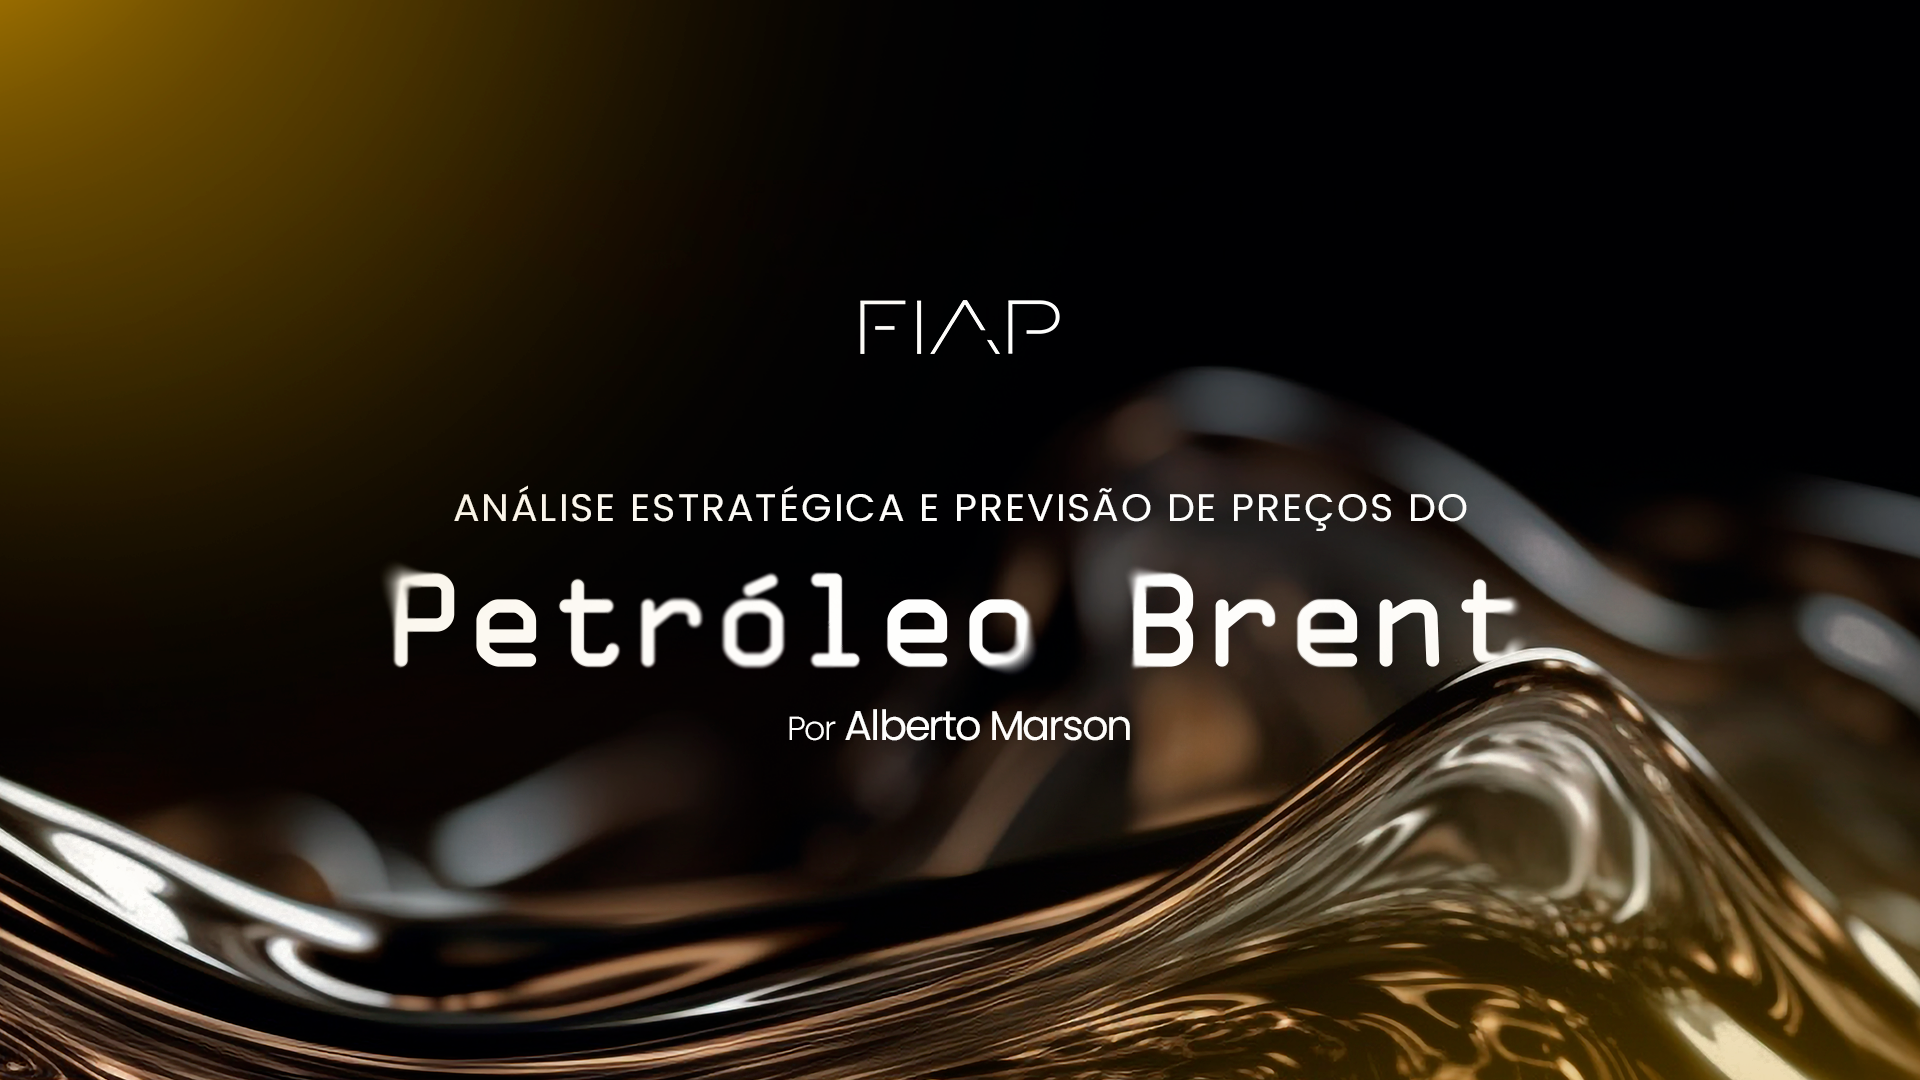 FIAP
ANÁLISE ESTRATÉGICA E PREVISÃO DE PREÇOS DO
Petróleo Brent
Por Alberto Marson